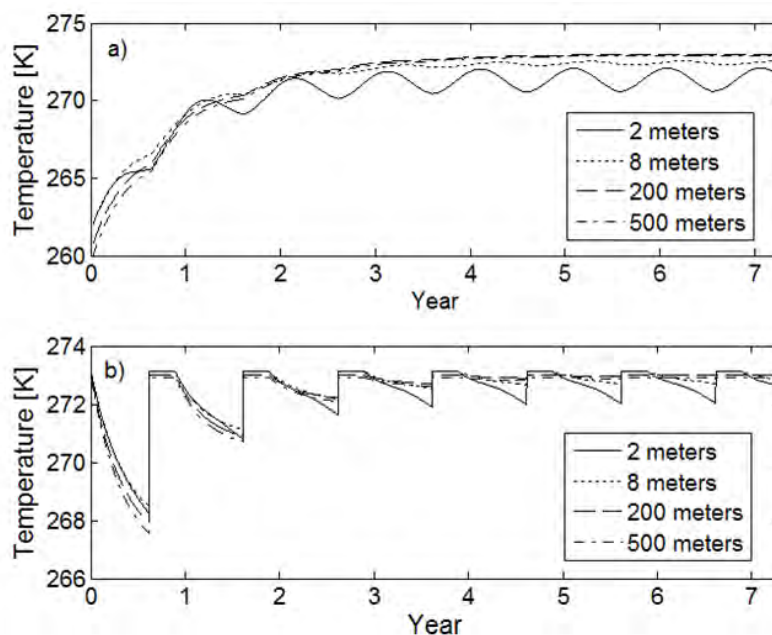 275
a)
270
265
260
Temperature [K]
2 meters
8 meters
200 meters
500 meters
0 1 2 3 4 5 6 7
Year
274
b)
272
270
268
266
Temperature [K]
2 meters
8 meters
200 meters
500 meters
0 1 2 3 4 5 6 7
Year